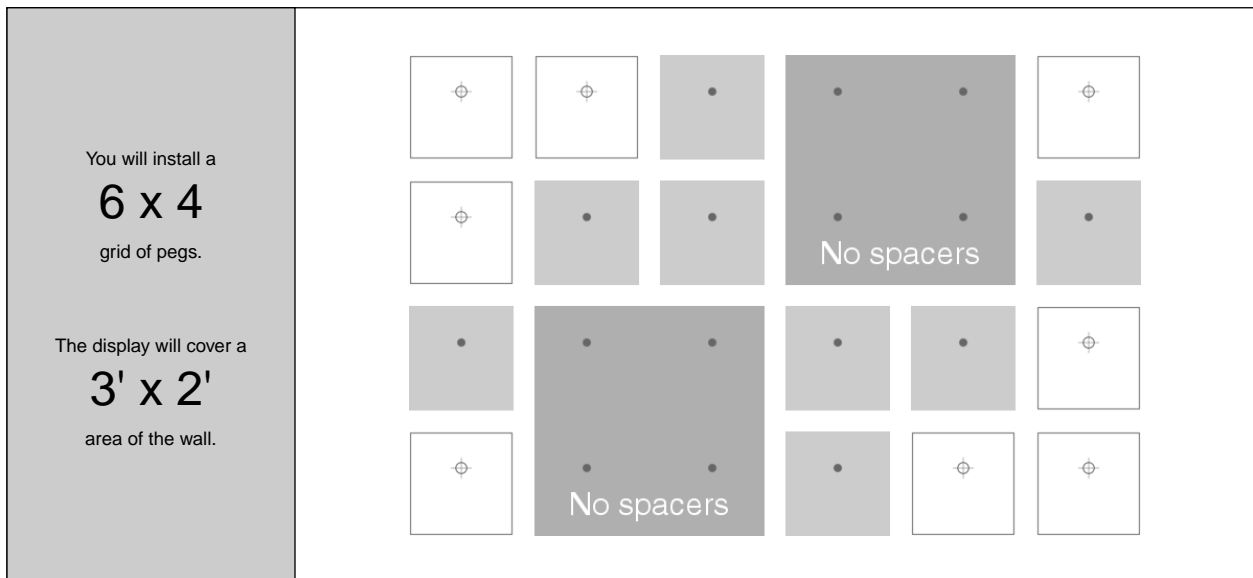 You will install a
6 x 4
grid of pegs.
The display will cover a
3' x 2'
area of the wall.
No spacers
No spacers